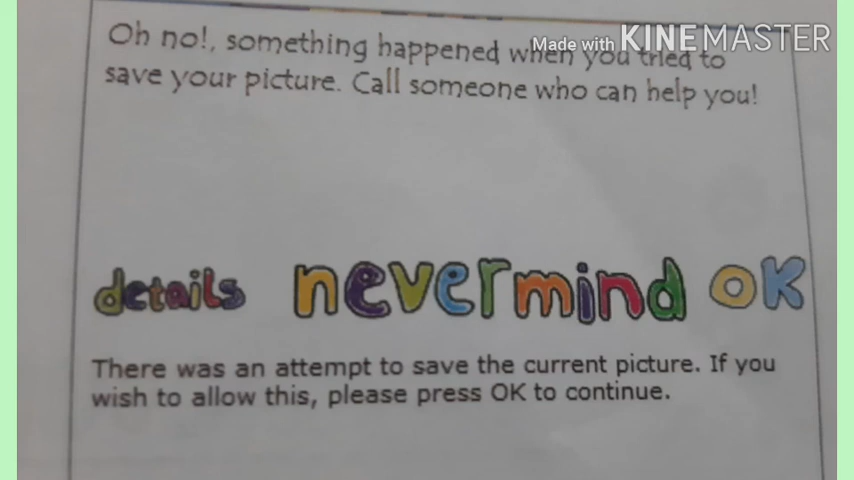 Oh no!, something happened when you tried to
Made with KINEMASTER
save your picture. Call someone who can help you!
details nevermind OK
There was an attempt to save the current picture. If you
wish to allow this, please press OK to continue.